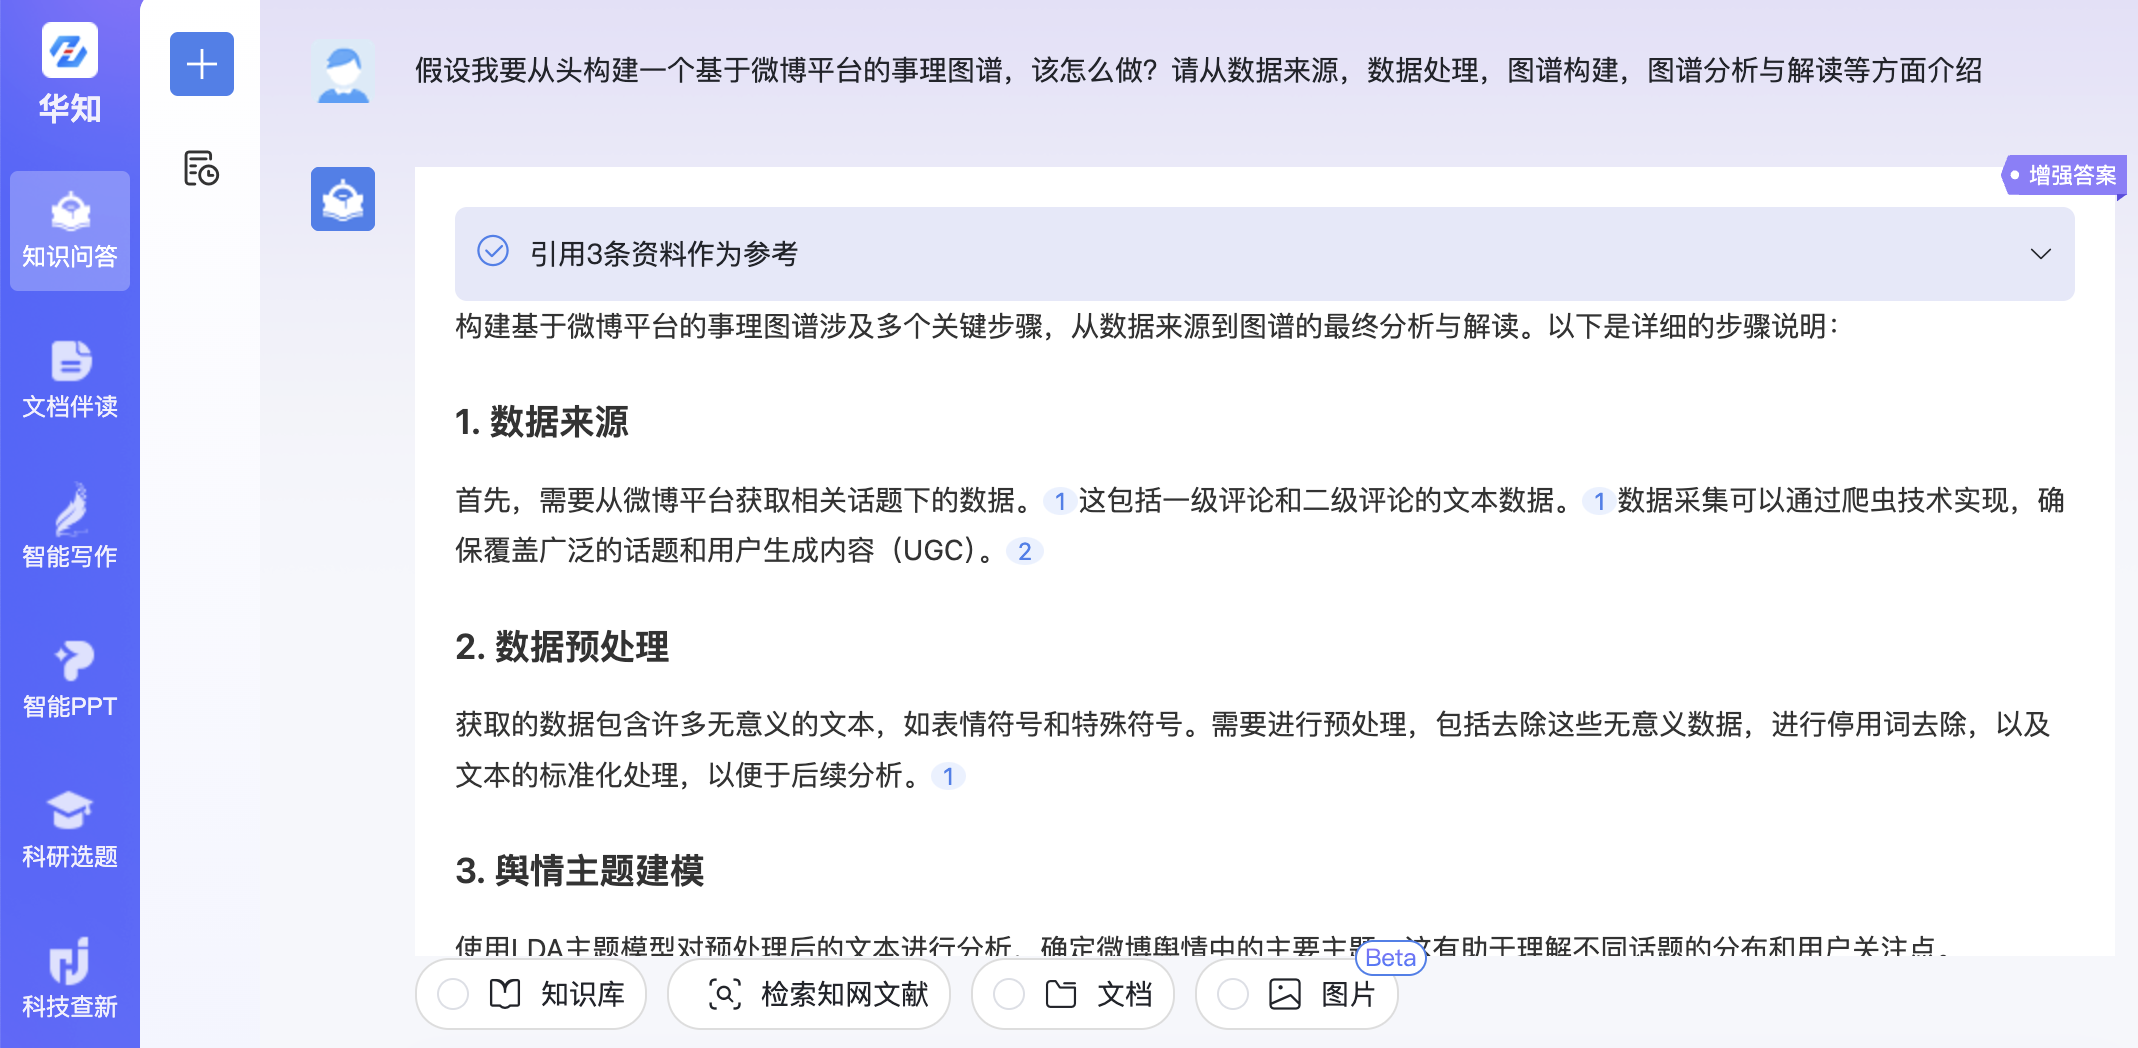 华知
知识问答
文档伴读
智能写作
智能PPT
科研选题
科技查新
假设我要从头构建一个基于微博平台的事理图谱，该怎么做？请从数据来源，数据处理，图谱构建，图谱分析与解读等方面介绍
增强答案
引用3条资料作为参考
构建基于微博平台的事理图谱涉及多个关键步骤，从数据来源到图谱的最终分析与解读。以下是详细的步骤说明：
1. 数据来源
首先，需要从微博平台获取相关话题下的数据。 1 这包括一级评论和二级评论的文本数据。 1 数据采集可以通过爬虫技术实现，确
保覆盖广泛的话题和用户生成内容（UGC）。 2
2. 数据预处理
获取的数据包含许多无意义的文本，如表情符号和特殊符号。需要进行预处理，包括去除这些无意义数据，进行停用词去除，以及
文本的标准化处理，以便于后续分析。 1
3. 舆情主题建模
使用LDA主题模型对预处理后的文本进行分析，确定微博舆情中的主要主题，这有助于理解不同话题的分布和用户关注点。
知识库
检索知网文献
文档
图片
Beta